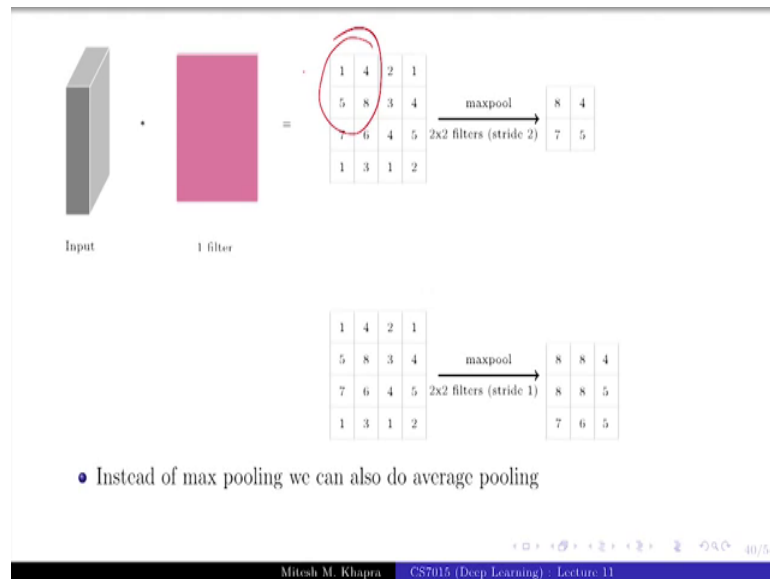 1 4 2 1
5 8 3 4
7 6 4 5
1 3 1 2
maxpool
2x2 filters (stride 2)
8 4
7 5
* =
Input
1 filter
1 4 2 1
5 8 3 4
7 6 4 5
1 3 1 2
maxpool
2x2 filters (stride 1)
8 8 4
8 8 5
7 6 5
Instead of max pooling we can also do average pooling
40/5
Mitesh M. Khapra CS7015 (Deep Learning) : Lecture 11